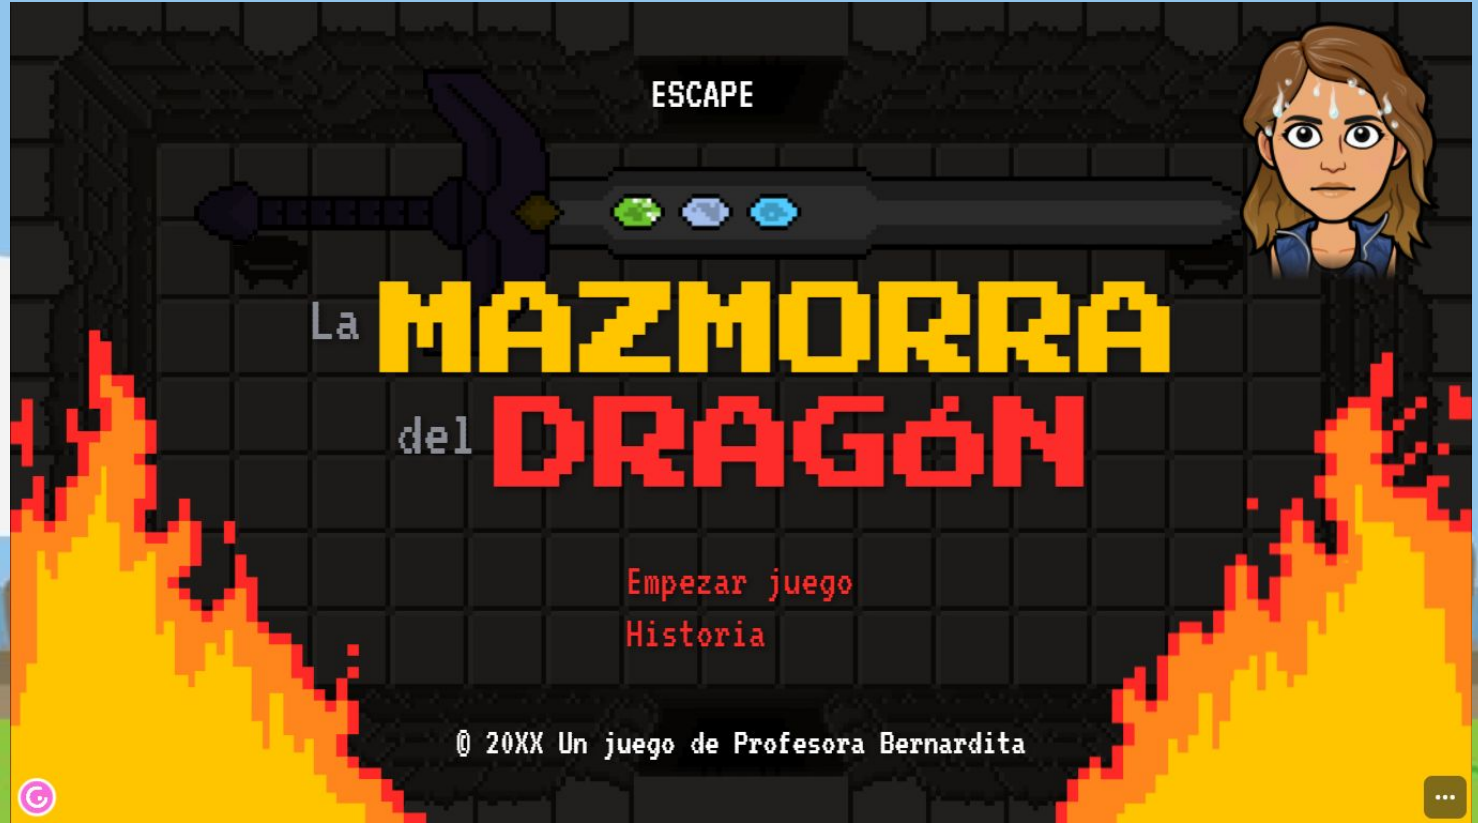 ESCAPE
La MAZMORRA
del DRAGóN
Empezar juego
Historia
© 20XX Un juego de Profesora Bernardita